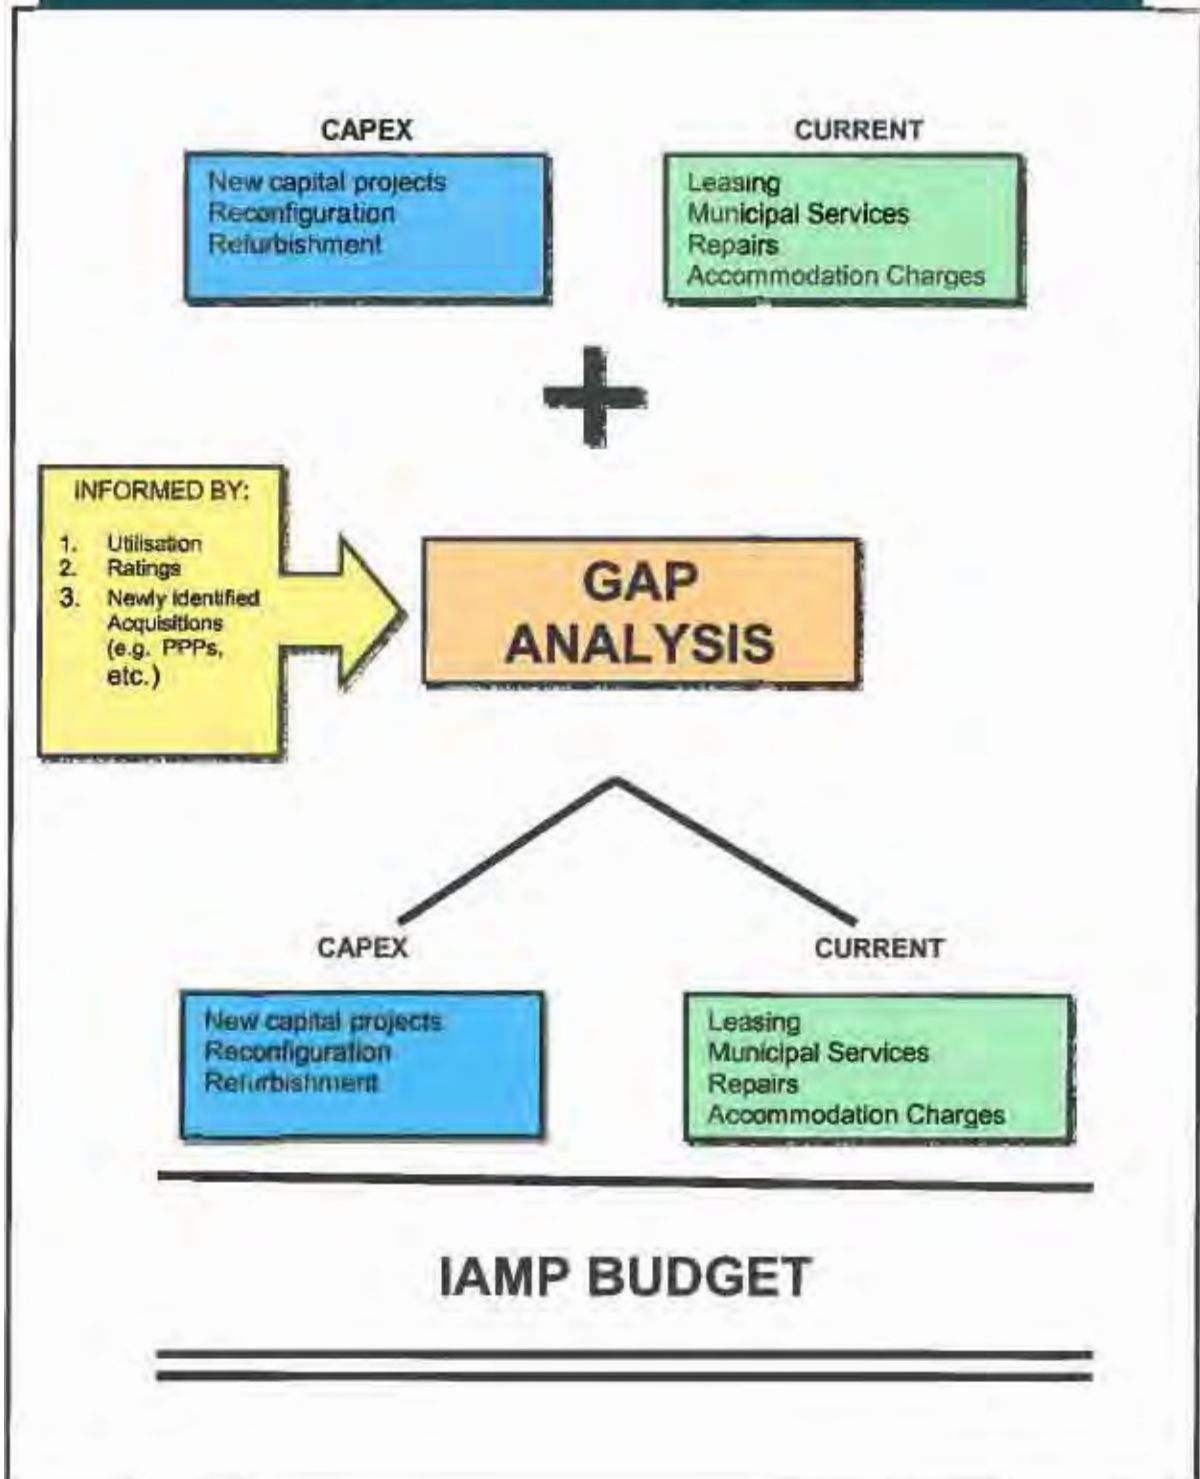 CAPEX
New capital projects
Reconfiguration
Refurbishment
CURRENT
Leasing
Municipal Services
Repairs
Accommodation Charges
+
INFORMED BY:
1. Utilisation
2. Ratings
3. Newly Identified
Acquisitions
(e.g. PPPs,
etc.)
GAP
ANALYSIS
CAPEX
New capital projects
Reconfiguration
Refurbishment
CURRENT
Leasing
Municipal Services
Repairs
Accommodation Charges
IAMP BUDGET